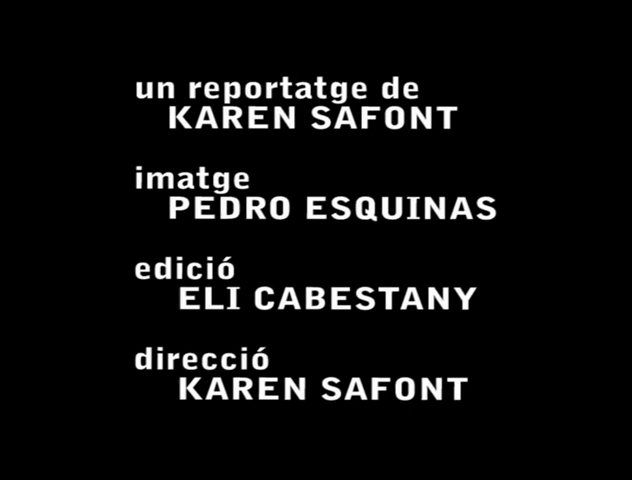 un reportatge de
KAREN SAFONT
imatge
PEDRO ESQUINAS
edició
ELI CABESTANY
direcció
KAREN SAFONT